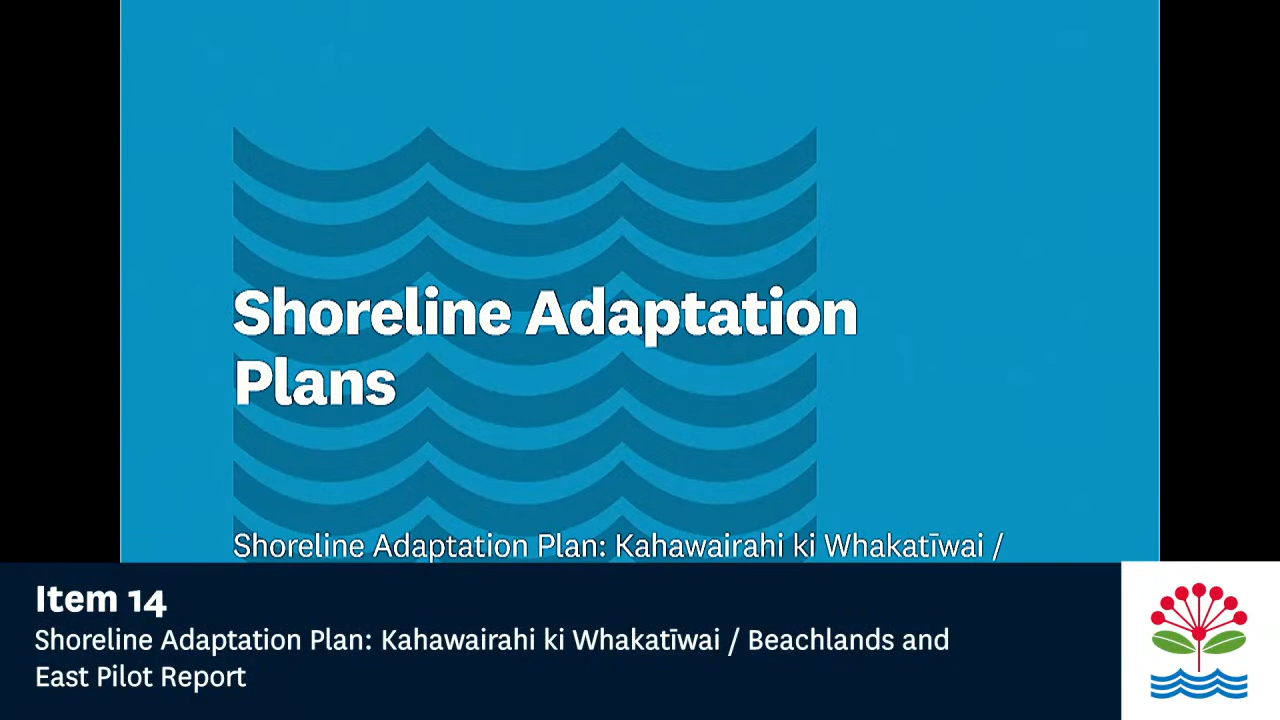 Shoreline Adaptation
Plans
Shoreline Adaptation Plan: Kahawairahi ki Whakatīwai /
Item 14
Shoreline Adaptation Plan: Kahawairahi ki Whakatīwai / Beachlands and
East Pilot Report